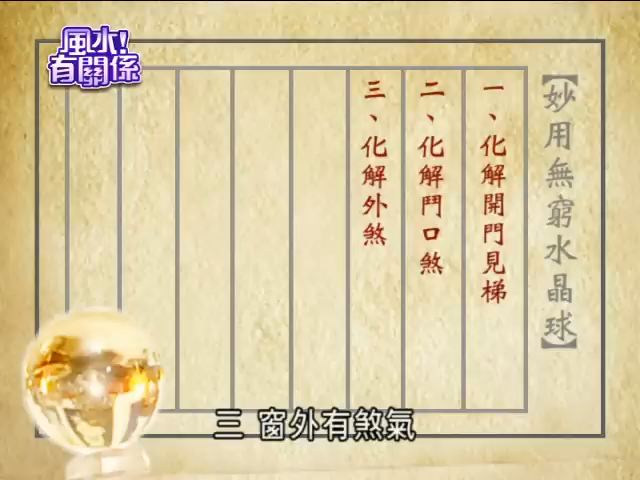 風水!
有關係
【妙用無窮水晶球】
一、化解開門見梯
二、化解鬥口煞
三、化解外煞
三 窗外有煞氣